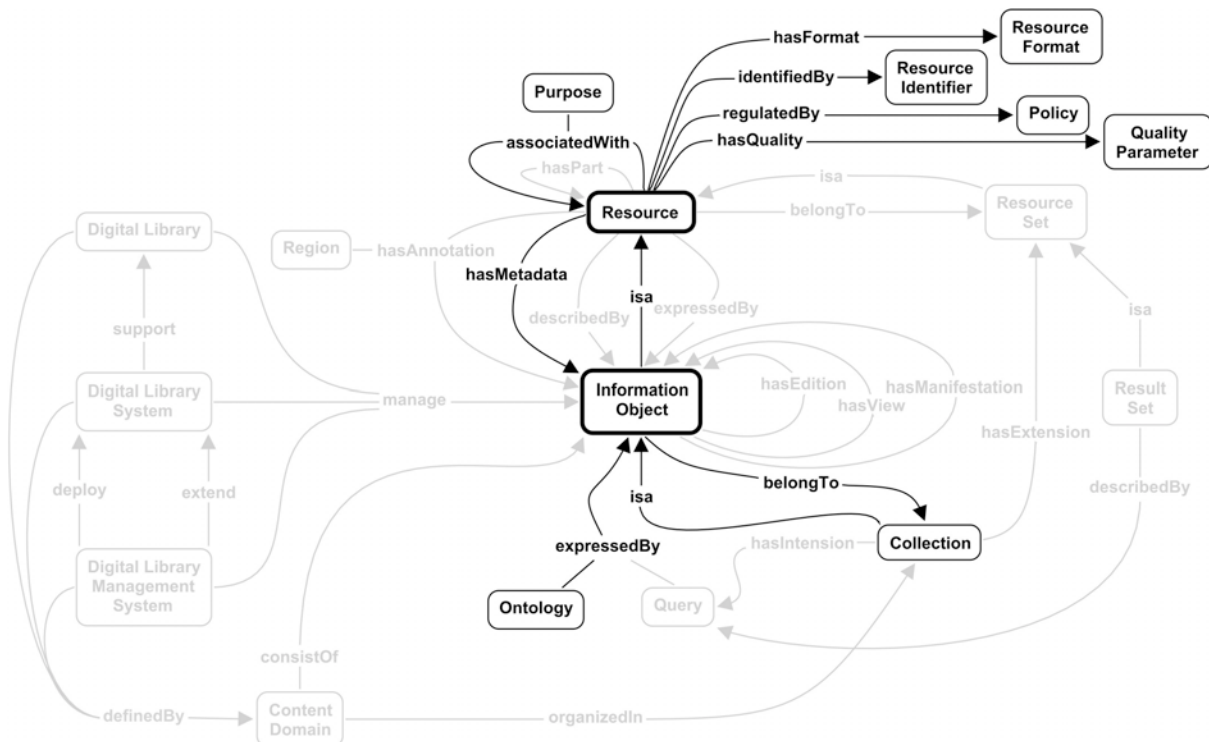 hasFormat
Resource
Format
identifiedBy
Resource
Identifier
Purpose
regulatedBy
Policy
associatedWith
hasQuality
Quality
Parameter
hasPart
isa
Resource
belongTo
Resource
Set
Digital Library
Region
hasAnnotation
hasMetadata
isa
describedBy
expressedBy
support
isa
Digital Library
System
manage
Information
Object
hasEdition
hasView
hasManifestation
Result
Set
hasExtension
deploy
extend
belongTo
isa
describedBy
expressedBy
hasIntension
Collection
Digital Library
Management
System
Ontology
Query
consistOf
definedBy
Content
Domain
organizedIn